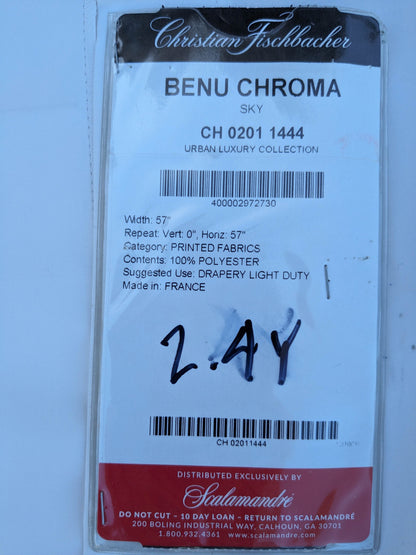 Christian Fischbacher
BENU CHROMA
SKY
CH 0201 1444
URBAN LUXURY COLLECTION
400002972730
Width: 57"
Repeat: Vert: 0", Horiz: 57"
Category: PRINTED FABRICS
Contents: 100% POLYESTER
Suggested Use: DRAPERY LIGHT DUTY
Made in: FRANCE
2.4Y
CH 02011444
DISTRIBUTED EXCLUSIVELY BY
Scalamandré
DO NOT CUT – 10 DAY LOAN – RETURN TO SCALAMANDRÉ
200 BOLING INDUSTRIAL WAY, CALHOUN, GA 30701
1.800.932.4361 www.scalamandre.com